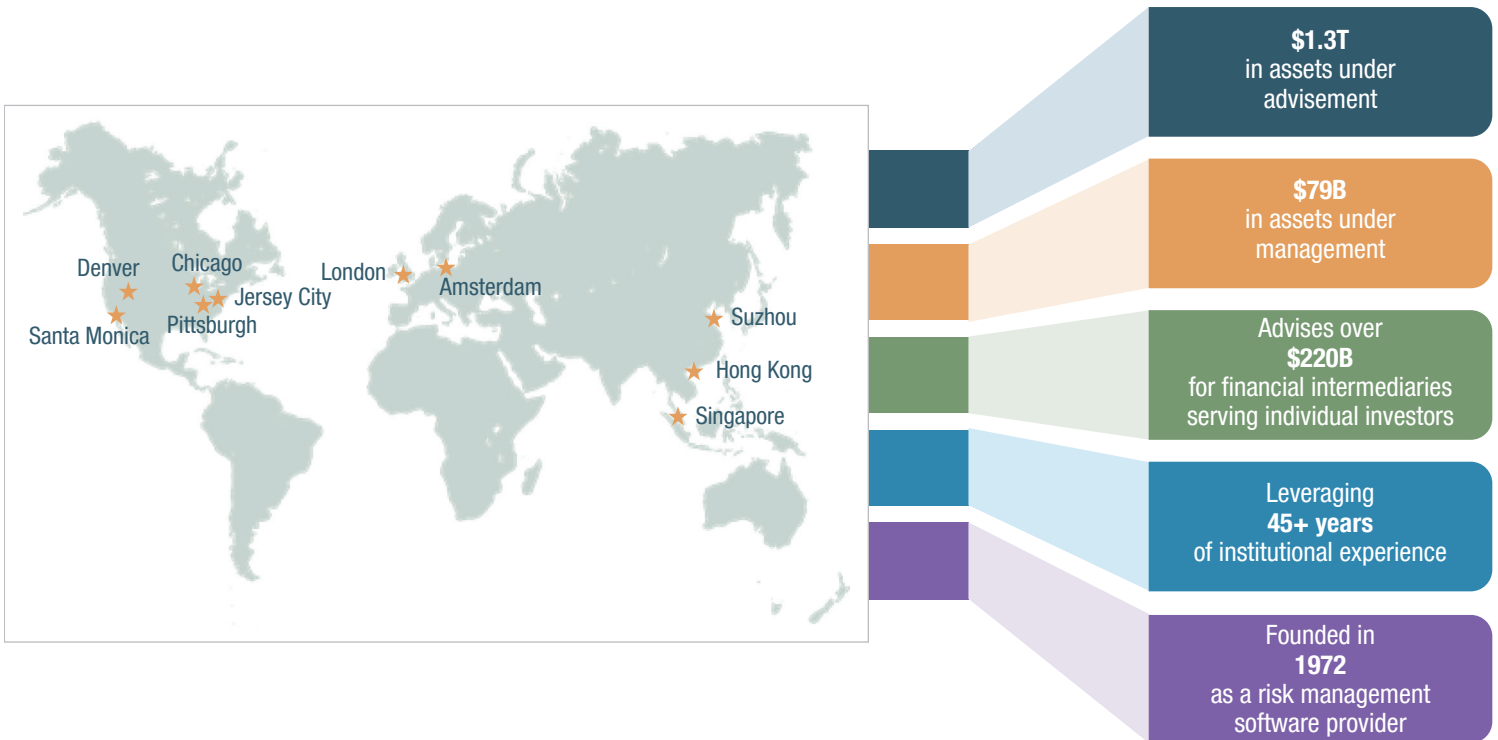 Denver
Chicago
Jersey City
Pittsburgh
Santa Monica
London
Amsterdam
Suzhou
Hong Kong
Singapore
$1.3T
in assets under
advisement
$79B
in assets under
management
Advises over
$220B
for financial intermediaries
serving individual investors
Leveraging
45+ years
of institutional experience
Founded in
1972
as a risk management
software provider